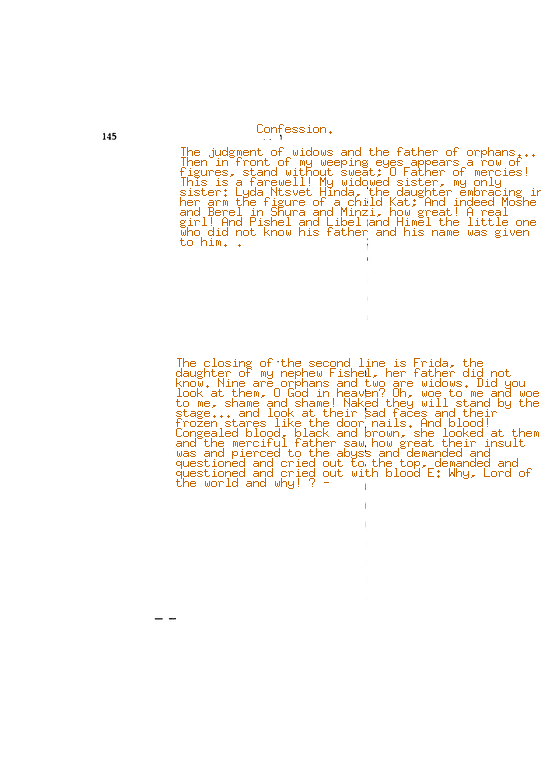 Confession.
145
The judgment of widows and the father of orphans...
Then in front of my weeping eyes appears a row of
figures, stand without sweat; O Father of mercies!
This is a farewell! My widowed sister, my only
sister; Lyda Ntsvet Hinda, the daughter embracing in
her arm the figure of a child Kat; And indeed Moshe
and Berel in Shura and Minzi, how great! A real
girl! And Pishel and Libel and Himel the little one
who did not know his father and his name was given
to him. .
The closing of the second line is Frida, the
daughter of my nephew Fishel, her father did not
know. Nine are orphans and two are widows. Did you
look at them, O God in heaven? Oh, woe to me and woe
to me, shame and shame! Naked they will stand by the
stage... and look at their sad faces and their
frozen stares like the door nails. And blood!
Congealed blood, black and brown, she looked at them
and the merciful father saw how great their insult
was and pierced to the abyss and demanded and
questioned and cried out to the top, demanded and
questioned and cried out with blood E: Why, Lord of
the world and why! ? -